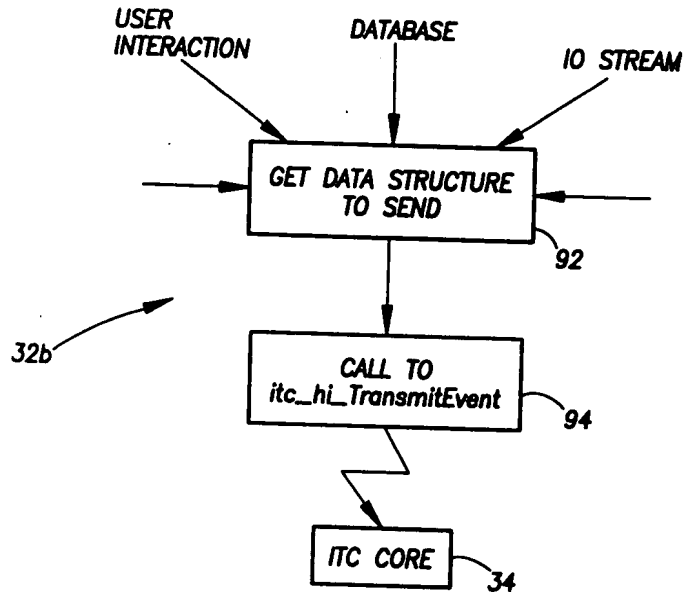 USER
INTERACTION
DATABASE
IO STREAM
GET DATA STRUCTURE
TO SEND
92
32b
CALL TO
itc_hi_TransmitEvent
94
ITC CORE
34